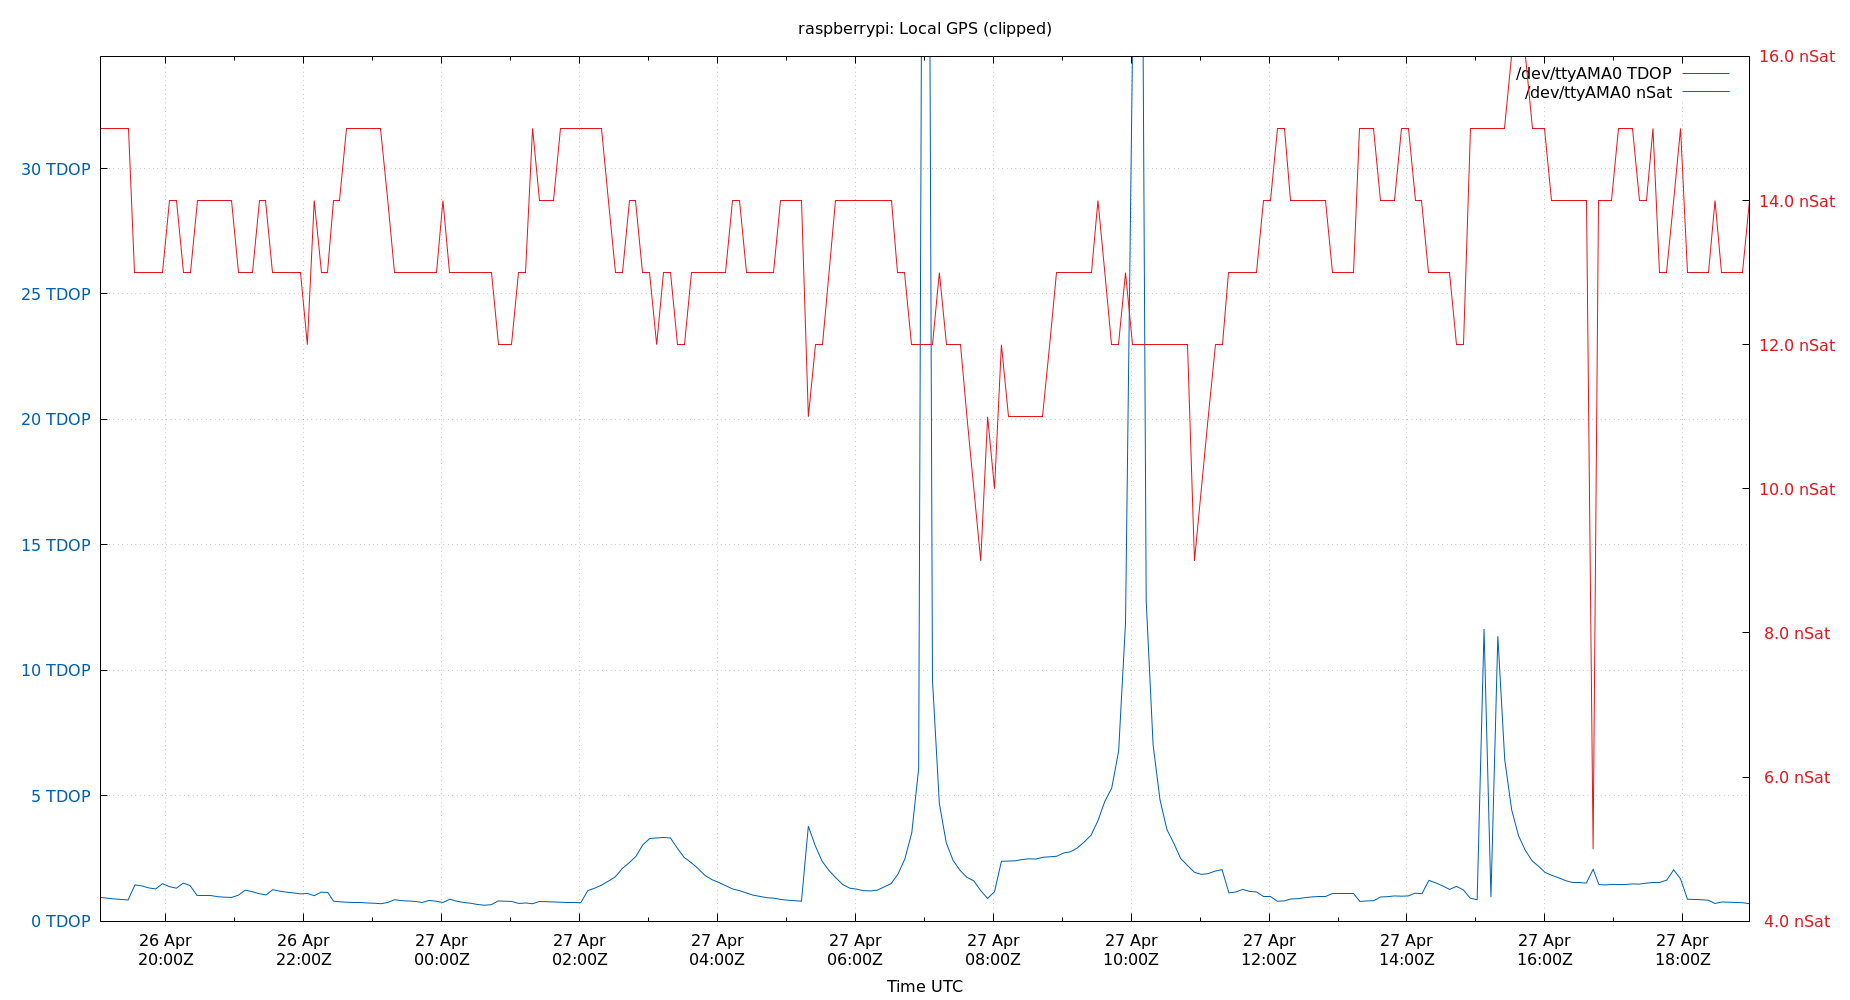 raspberrypi: Local GPS (clipped)
/dev/ttyAMA0 TDOP
/dev/ttyAMA0 nSat
30 TDOP
25 TDOP
20 TDOP
15 TDOP
10 TDOP
5 TDOP
0 TDOP
16.0 nSat
14.0 nSat
12.0 nSat
10.0 nSat
8.0 nSat
6.0 nSat
4.0 nSat
26 Apr
20:00Z
26 Apr
22:00Z
27 Apr
00:00Z
27 Apr
02:00Z
27 Apr
04:00Z
27 Apr
06:00Z
27 Apr
08:00Z
27 Apr
10:00Z
27 Apr
12:00Z
27 Apr
14:00Z
27 Apr
16:00Z
27 Apr
18:00Z
Time UTC